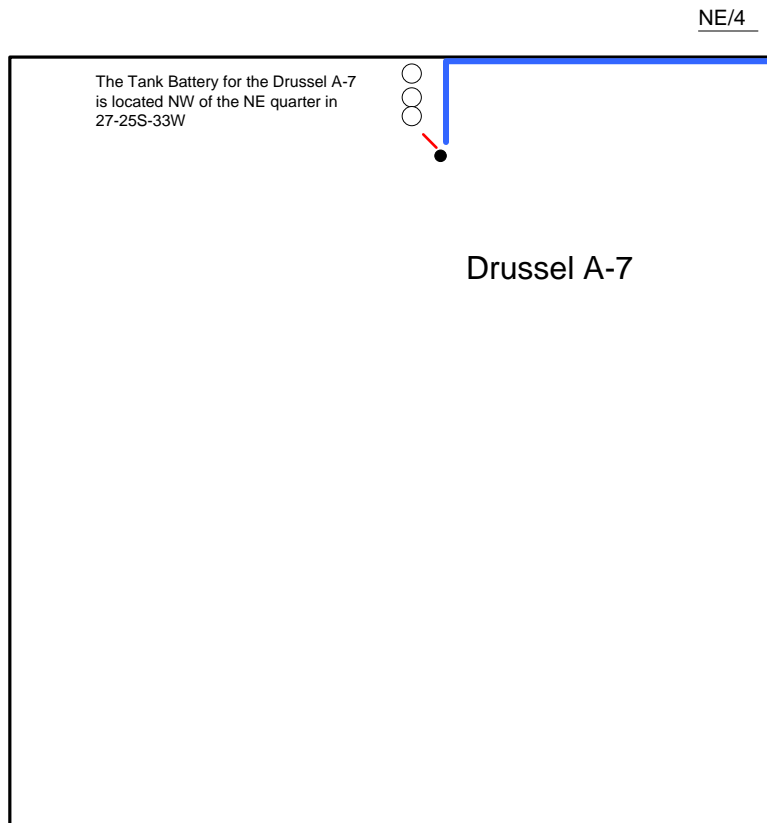 NE/4
The Tank Battery for the Drussel A-7
is located NW of the NE quarter in
27-25S-33W
Drussel A-7